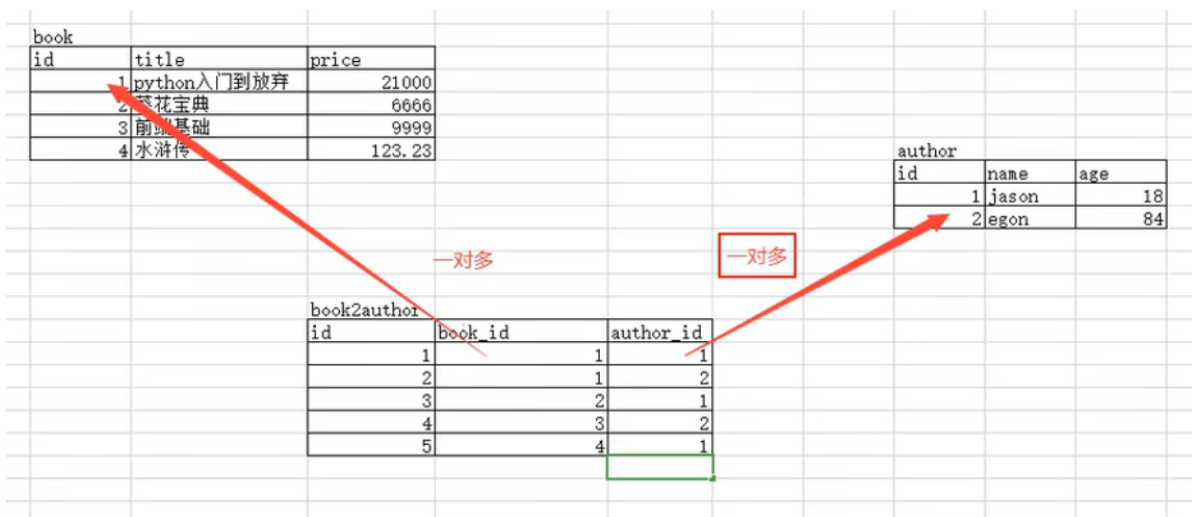 book
id title price
1 python入门到放弃 21000
2 葵花宝典 6666
3 前端基础 9999
4 水浒传 123.23
author
id name age
1 jason 18
2 egon 84
一对多
一对多
book2author
id book_id author_id
1 1 1
2 1 2
3 2 1
4 3 2
5 4 1